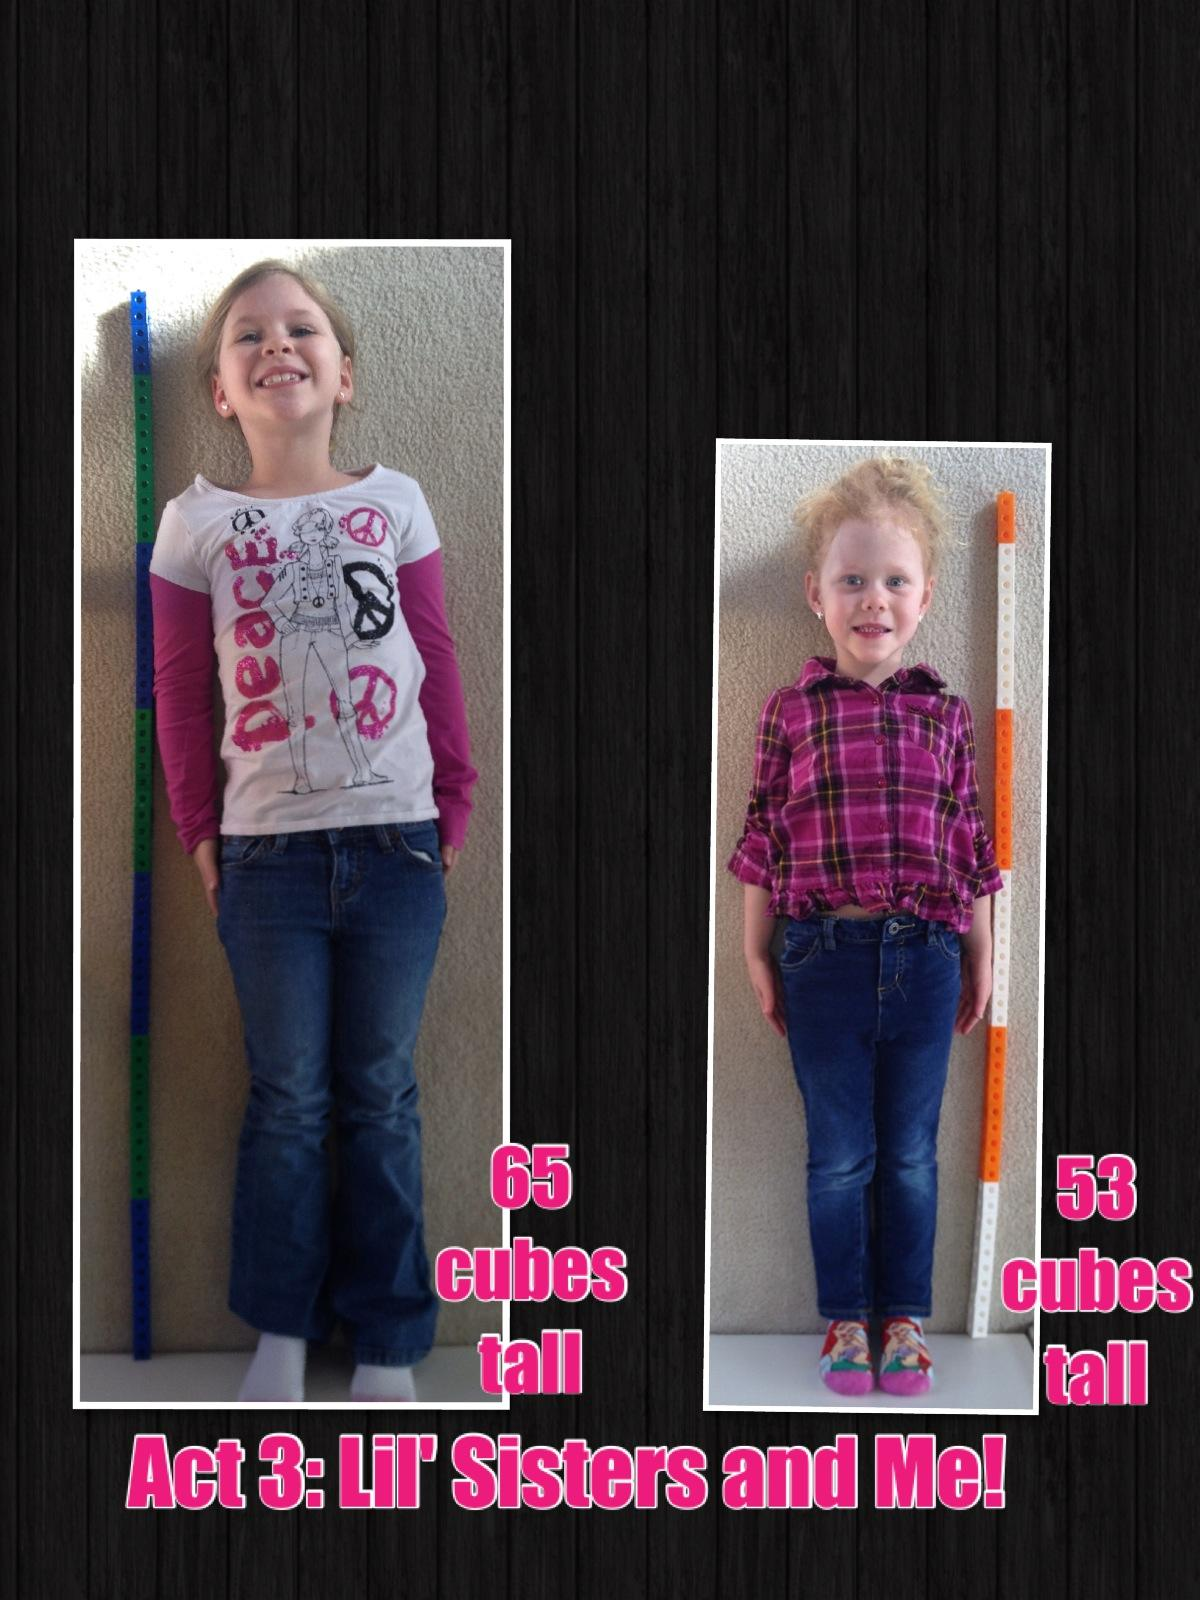 Peace
65
cubes
tall
53
cubes
tall
Act 3: Lil' Sisters and Me!